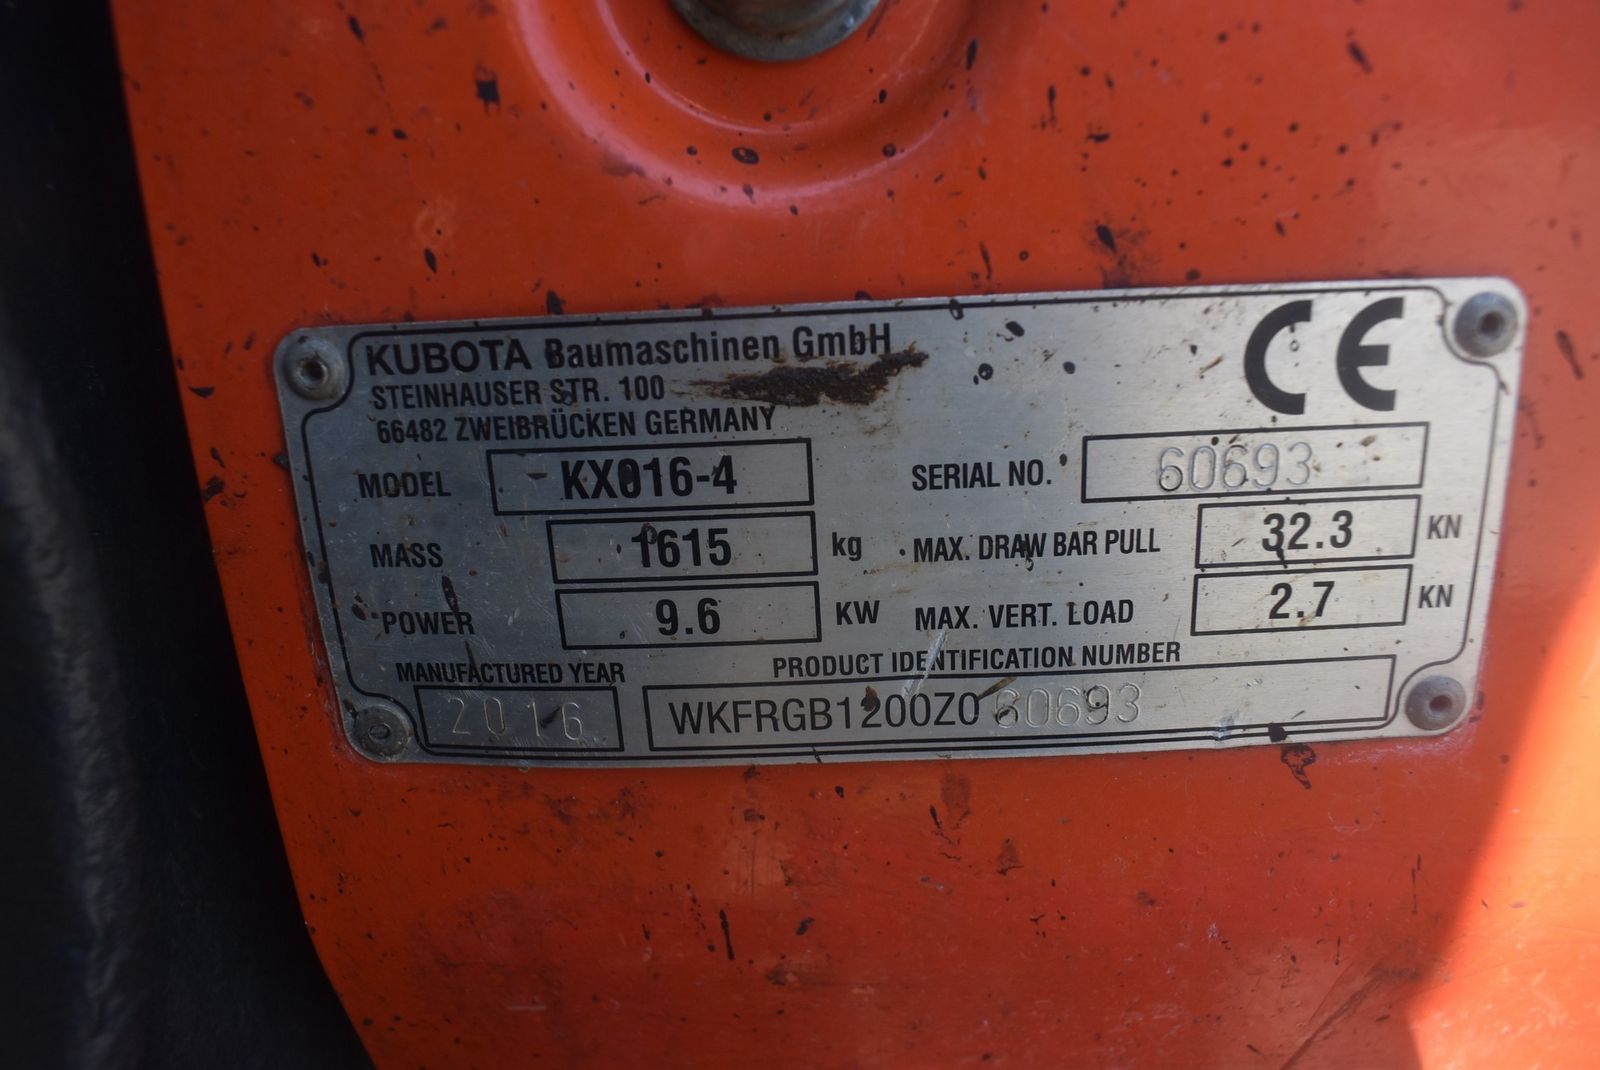 KUBOTA Baumaschinen GmbH
STEINHAUSER STR. 100
66482 ZWEIBRÜCKEN GERMANY
CE
MODEL KX016-4 SERIAL NO. 60693
MASS 1615 kg MAX. DRAW BAR PULL 32.3 KN
POWER 9.6 KW MAX. VERT. LOAD 2.7 KN
MANUFACTURED YEAR PRODUCT IDENTIFICATION NUMBER
2016 WKFRGB1200Z060693